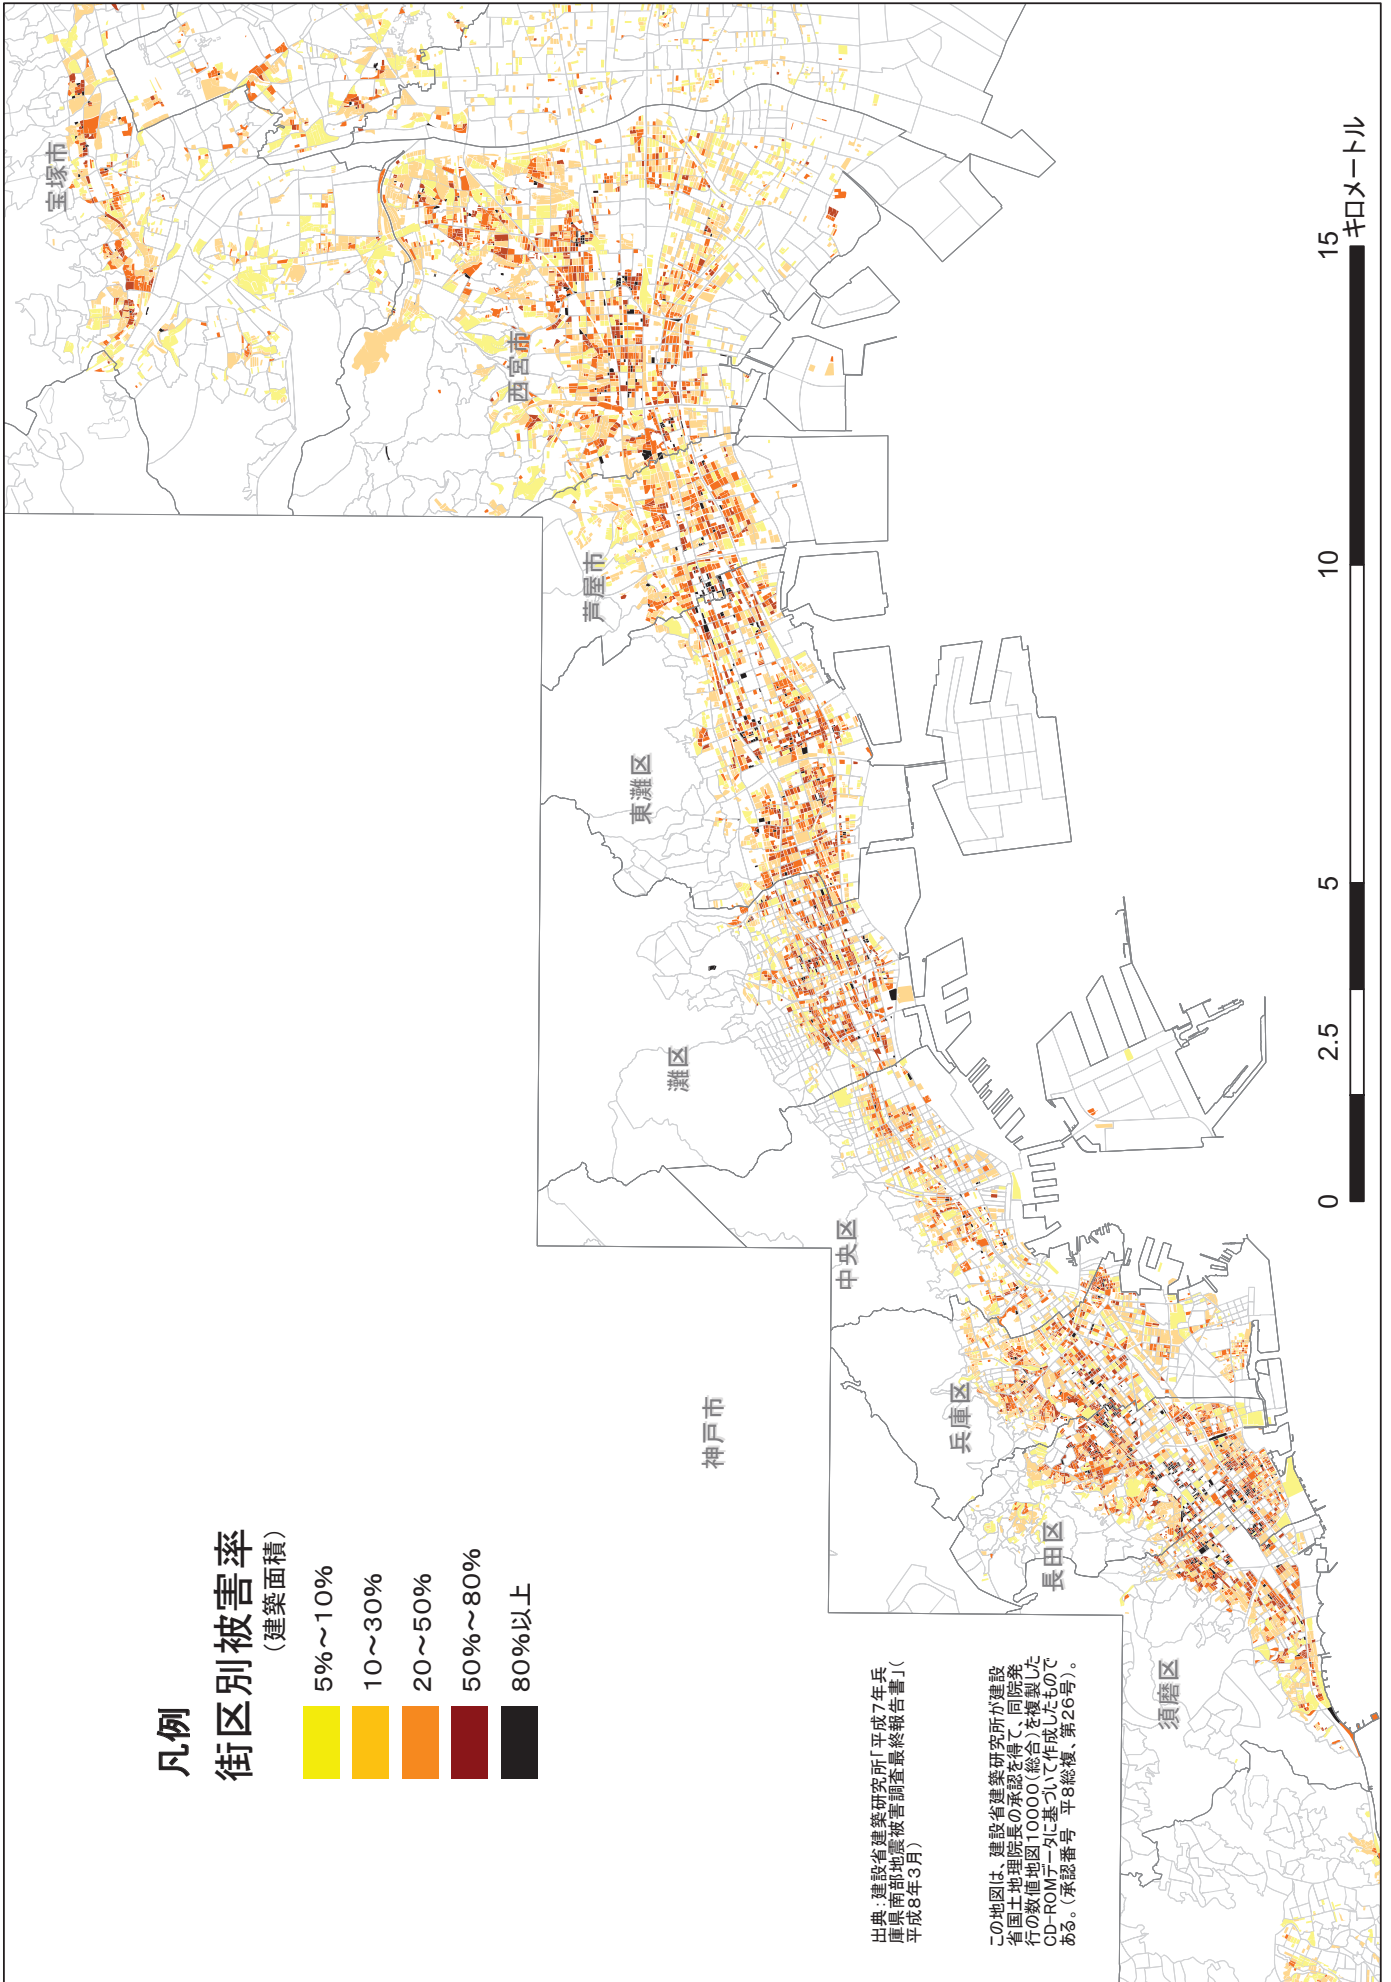 凡例
街区別被害率
（建築面積）
5%～10%
10～30%
20～50%
50%～80%
80%以上
宝塚市
西宮市
芦屋市
東灘区
灘区
中央区
神戸市
兵庫区
長田区
須磨区
出典：建設省建築研究所「平成7年兵
庫県南部地震被害調査最終報告書」（
平成8年3月）
この地図は、建設省建築研究所が建設
省国土地理院長の承認を得て、同院発
行の数値地図10000（総合）を複製した
CD-ROMデータに基づいて作成したもので
ある。（承認番号　平8総複、第26号）。
0 2.5 5 10 15
キロメートル